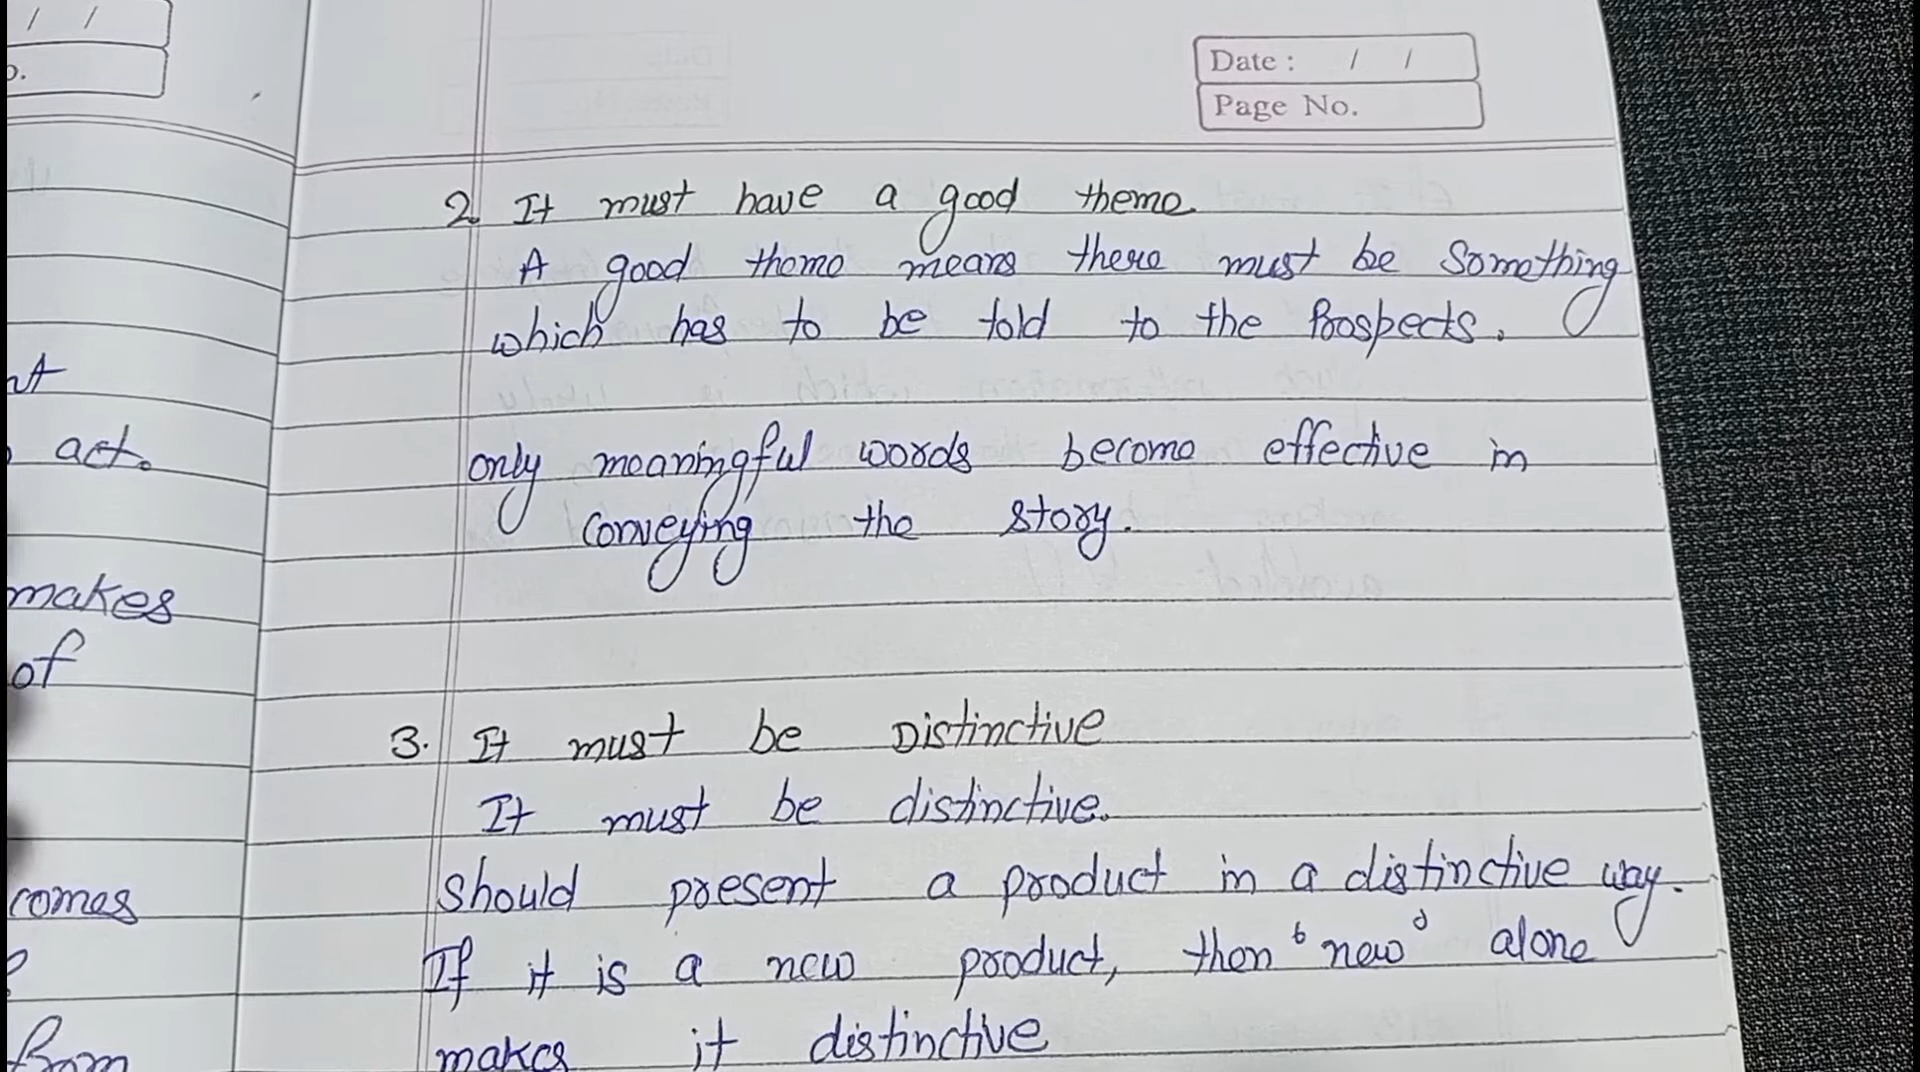 / /
Date : / /
Page No.
2. It must have a good theme
A good theme means there must be Something
which has to be told to the Prospects.
only meaningful words become effective in
conveying the story.
3. It must be Distinctive
It must be distinctive.
should present a product in a distinctive way.
If it is a new product, then 'new' alone
makes it distinctive
act.
makes
of
comes
From